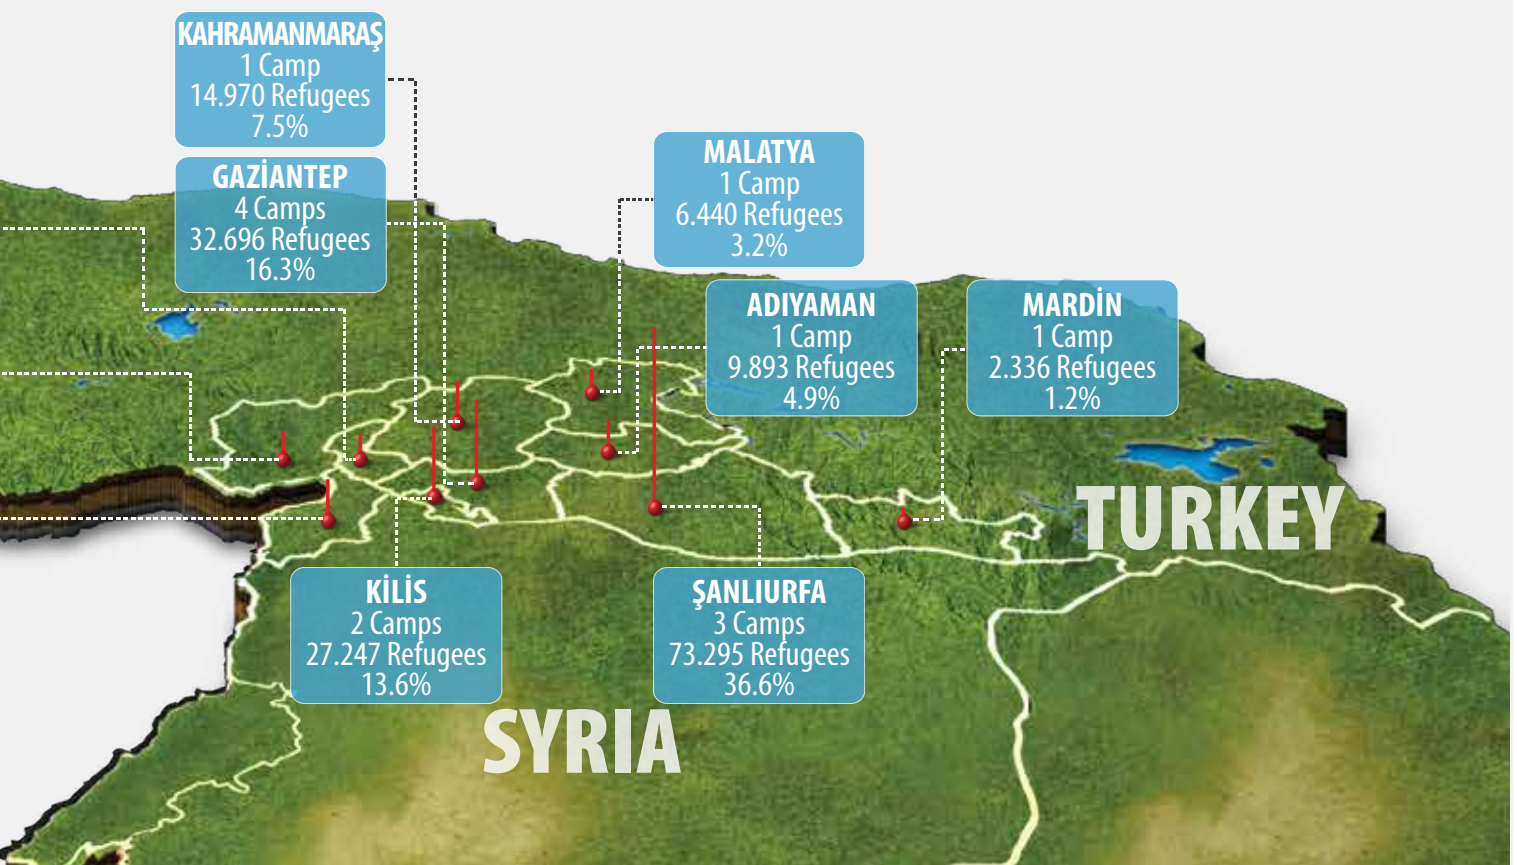 KAHRAMANMARAŞ
1 Camp
14.970 Refugees
7.5%
GAZİANTEP
4 Camps
32.696 Refugees
16.3%
MALATYA
1 Camp
6.440 Refugees
3.2%
ADIYAMAN
1 Camp
9.893 Refugees
4.9%
MARDİN
1 Camp
2.336 Refugees
1.2%
TURKEY
KİLİS
2 Camps
27.247 Refugees
13.6%
ŞANLIURFA
3 Camps
73.295 Refugees
36.6%
SYRIA